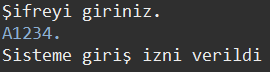 Şifreyi giriniz.
A1234.
Sisteme giriş izni verildi